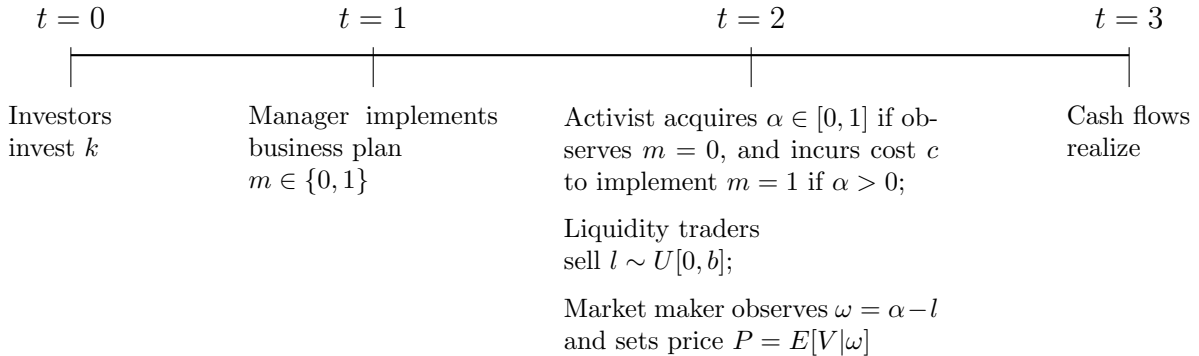 t = 0
t = 1
t = 2
t = 3
Investors
invest k
Manager implements
business plan
m ∈ {0, 1}
Activist acquires α ∈ [0, 1] if ob-
serves m = 0, and incurs cost c
to implement m = 1 if α > 0;
Liquidity traders
sell l ∼ U[0, b];
Market maker observes ω = α−l
and sets price P = E[V|ω]
Cash flows
realize